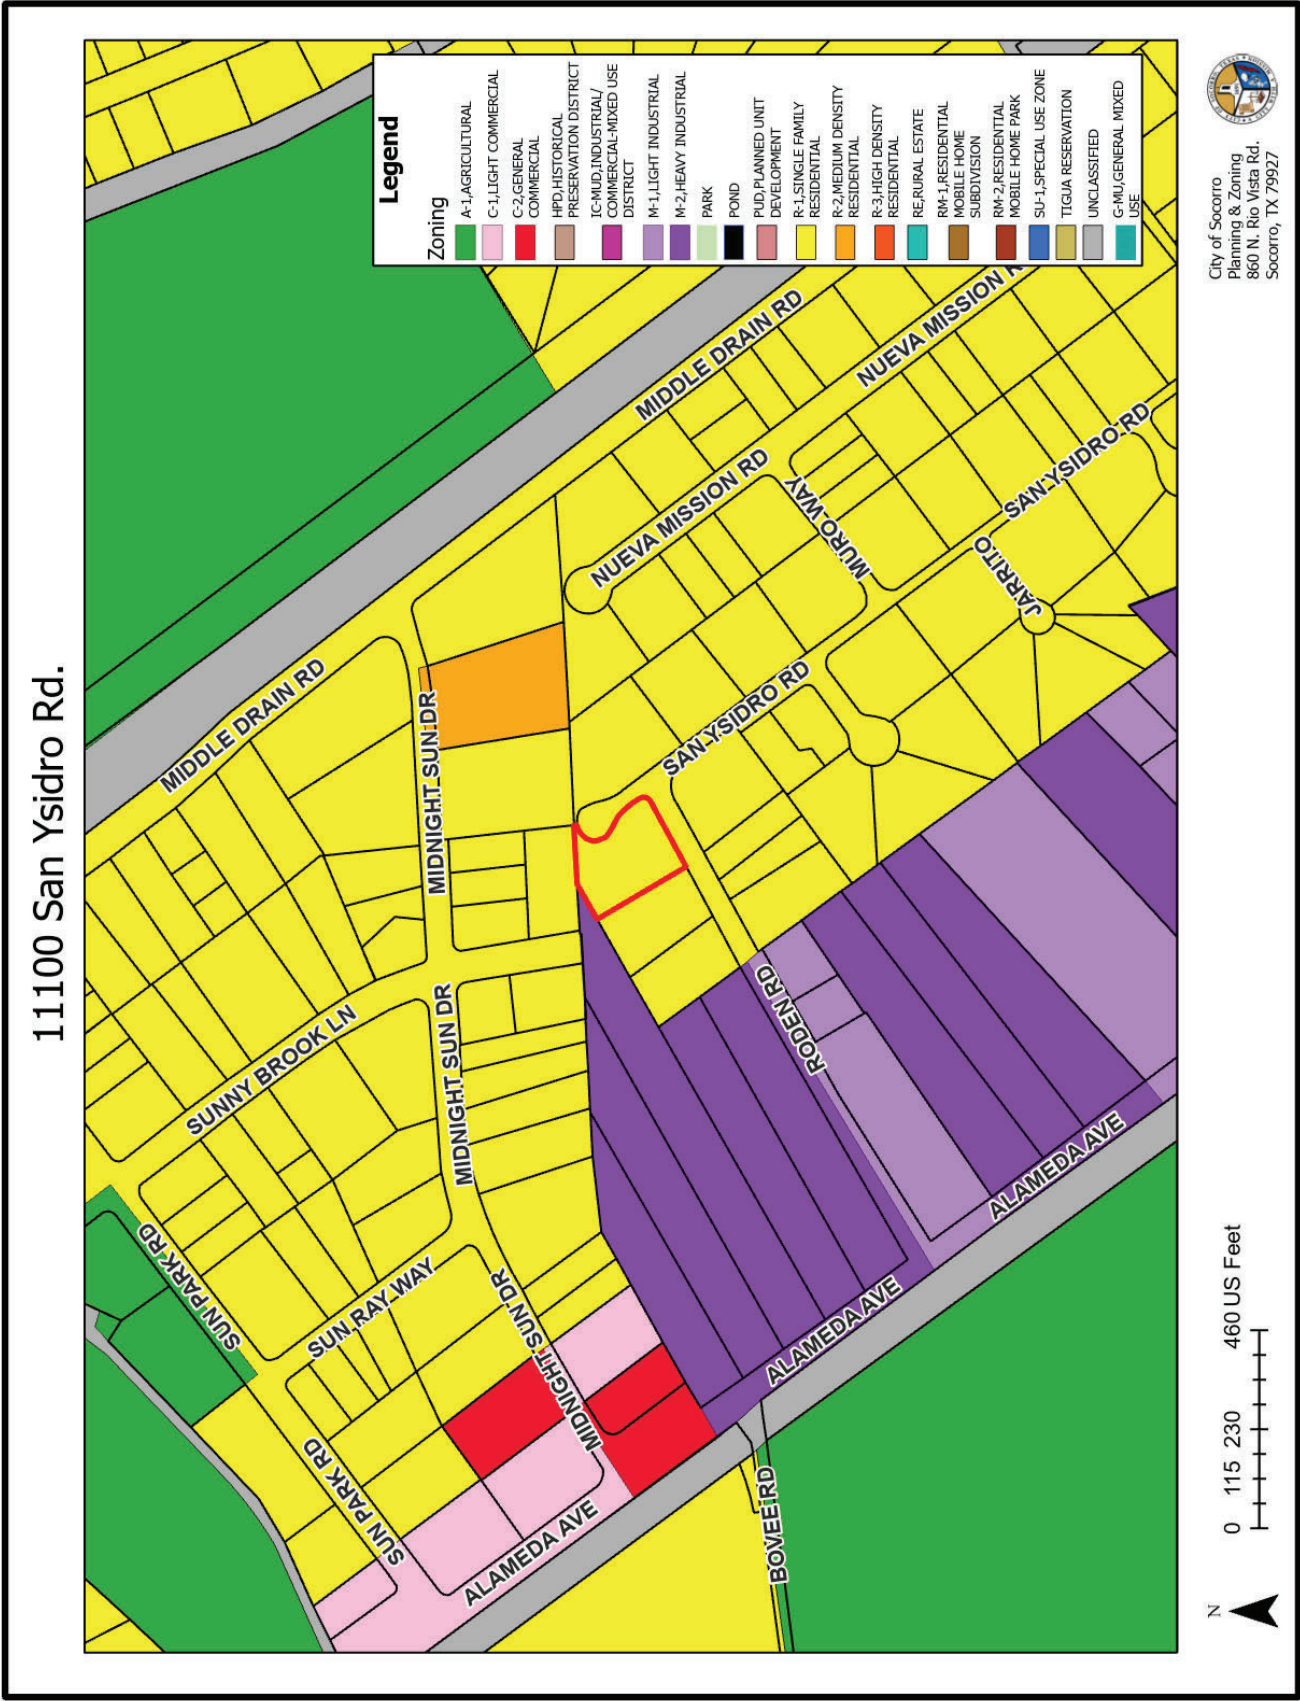 11100 San Ysidro Rd.
SUN PARK RD
SUNNY BROOK LN
MIDDLE DRAIN RD
SUN RAY WAY
MIDNIGHT SUN DR
MIDNIGHT SUN DR
MIDNIGHT SUN DR
MIDNIGHT SUN DR
SUN PARK RD
ALAMEDA AVE
BOVEE RD
ALAMEDA AVE
RODEN RD
ALAMEDA AVE
SAN YSIDRO RD
NUEVA MISSION RD
MIDDLE DRAIN RD
MURO WAY
NUEVA MISSION R
JARRITO
SAN YSIDRO RD
Legend
Zoning
A-1,AGRICULTURAL
C-1,LIGHT COMMERCIAL
C-2,GENERAL
COMMERCIAL
HPD,HISTORICAL
PRESERVATION DISTRICT
IC-MUD,INDUSTRIAL/
COMMERCIAL-MIXED USE
DISTRICT
M-1,LIGHT INDUSTRIAL
M-2,HEAVY INDUSTRIAL
PARK
POND
PUD,PLANNED UNIT
DEVELOPMENT
R-1,SINGLE FAMILY
RESIDENTIAL
R-2,MEDIUM DENSITY
RESIDENTIAL
R-3,HIGH DENSITY
RESIDENTIAL
RE,RURAL ESTATE
RM-1,RESIDENTIAL
MOBILE HOME
SUBDIVISION
RM-2,RESIDENTIAL
MOBILE HOME PARK
SU-1,SPECIAL USE ZONE
TIGUA RESERVATION
UNCLASSIFIED
G-MU,GENERAL MIXED
USE
N
0 115 230 460 US Feet
City of Socorro
Planning & Zoning
860 N. Rio Vista Rd.
Socorro, TX 79927